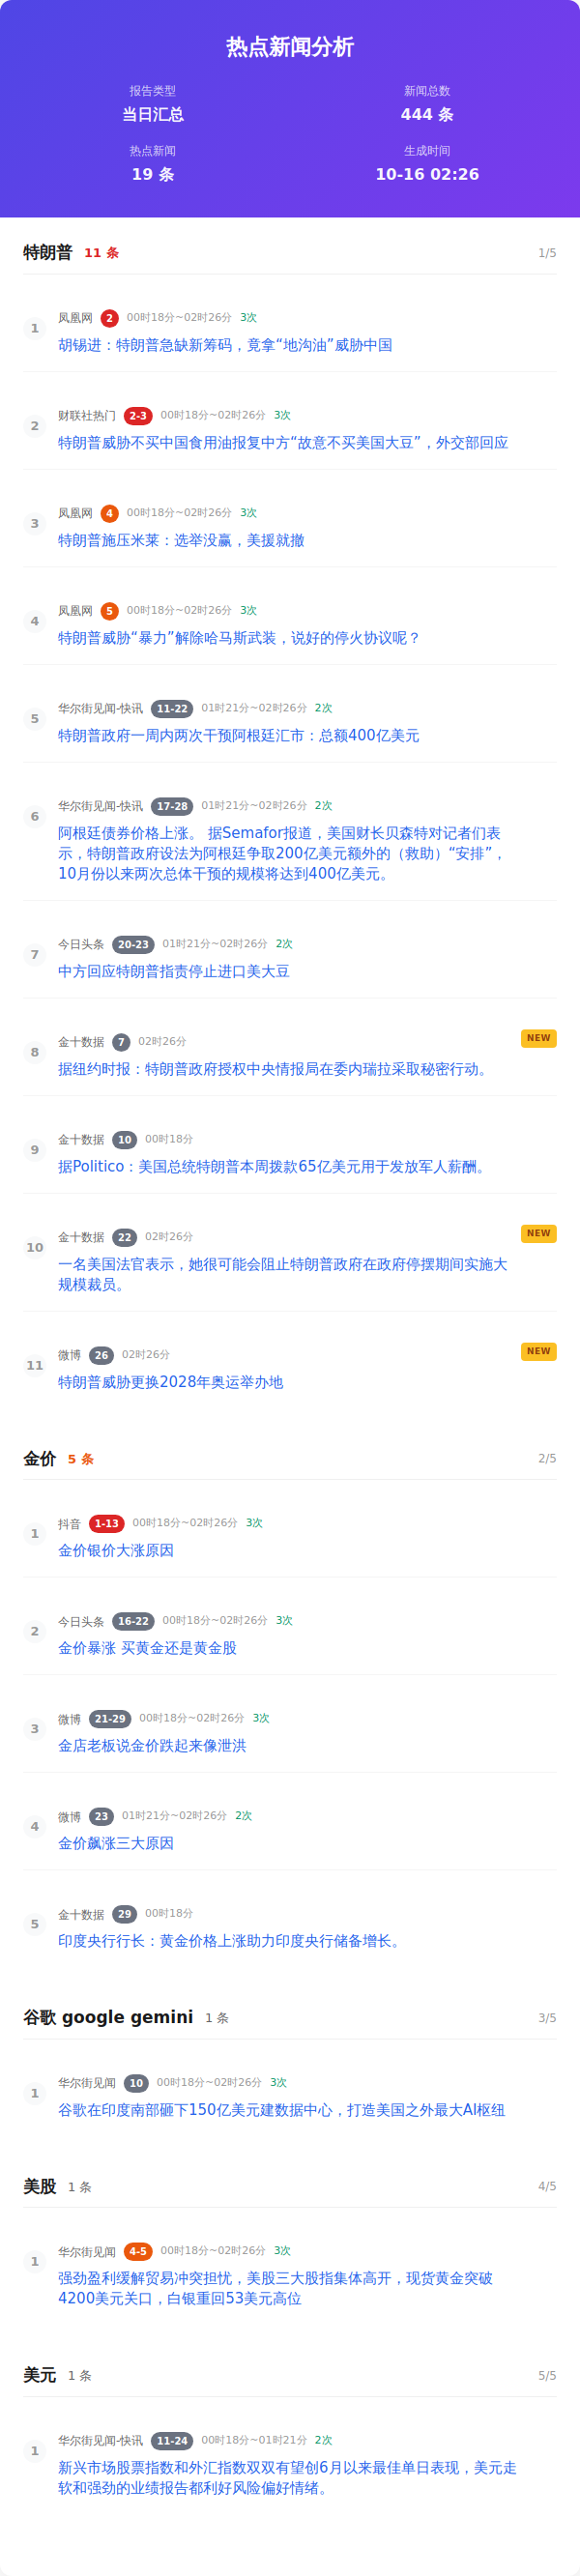 热点新闻分析
报告类型
当日汇总
新闻总数
444 条
热点新闻
19 条
生成时间
10-16 02:26
特朗普 11 条 1/5
1
凤凰网 2 00时18分~02时26分 3次
胡锡进：特朗普急缺新筹码，竟拿“地沟油”威胁中国
2
财联社热门 2-3 00时18分~02时26分 3次
特朗普威胁不买中国食用油报复中方“故意不买美国大豆”，外交部回应
3
凤凰网 4 00时18分~02时26分 3次
特朗普施压米莱：选举没赢，美援就撤
4
凤凰网 5 00时18分~02时26分 3次
特朗普威胁“暴力”解除哈马斯武装，说好的停火协议呢？
5
华尔街见闻-快讯 11-22 01时21分~02时26分 2次
特朗普政府一周内两次干预阿根廷汇市：总额400亿美元
6
华尔街见闻-快讯 17-28 01时21分~02时26分 2次
阿根廷债券价格上涨。 据Semafor报道，美国财长贝森特对记者们表
示，特朗普政府设法为阿根廷争取200亿美元额外的（救助）“安排”，
10月份以来两次总体干预的规模将达到400亿美元。
7
今日头条 20-23 01时21分~02时26分 2次
中方回应特朗普指责停止进口美大豆
8
金十数据 7 02时26分 NEW
据纽约时报：特朗普政府授权中央情报局在委内瑞拉采取秘密行动。
9
金十数据 10 00时18分
据Politico：美国总统特朗普本周拨款65亿美元用于发放军人薪酬。
10
金十数据 22 02时26分 NEW
一名美国法官表示，她很可能会阻止特朗普政府在政府停摆期间实施大
规模裁员。
11
微博 26 02时26分 NEW
特朗普威胁更换2028年奥运举办地
金价 5 条 2/5
1
抖音 1-13 00时18分~02时26分 3次
金价银价大涨原因
2
今日头条 16-22 00时18分~02时26分 3次
金价暴涨 买黄金还是黄金股
3
微博 21-29 00时18分~02时26分 3次
金店老板说金价跌起来像泄洪
4
微博 23 01时21分~02时26分 2次
金价飙涨三大原因
5
金十数据 29 00时18分
印度央行行长：黄金价格上涨助力印度央行储备增长。
谷歌 google gemini 1 条 3/5
1
华尔街见闻 10 00时18分~02时26分 3次
谷歌在印度南部砸下150亿美元建数据中心，打造美国之外最大AI枢纽
美股 1 条 4/5
1
华尔街见闻 4-5 00时18分~02时26分 3次
强劲盈利缓解贸易冲突担忧，美股三大股指集体高开，现货黄金突破
4200美元关口，白银重回53美元高位
美元 1 条 5/5
1
华尔街见闻-快讯 11-24 00时18分~01时21分 2次
新兴市场股票指数和外汇指数双双有望创6月以来最佳单日表现，美元走
软和强劲的业绩报告都利好风险偏好情绪。